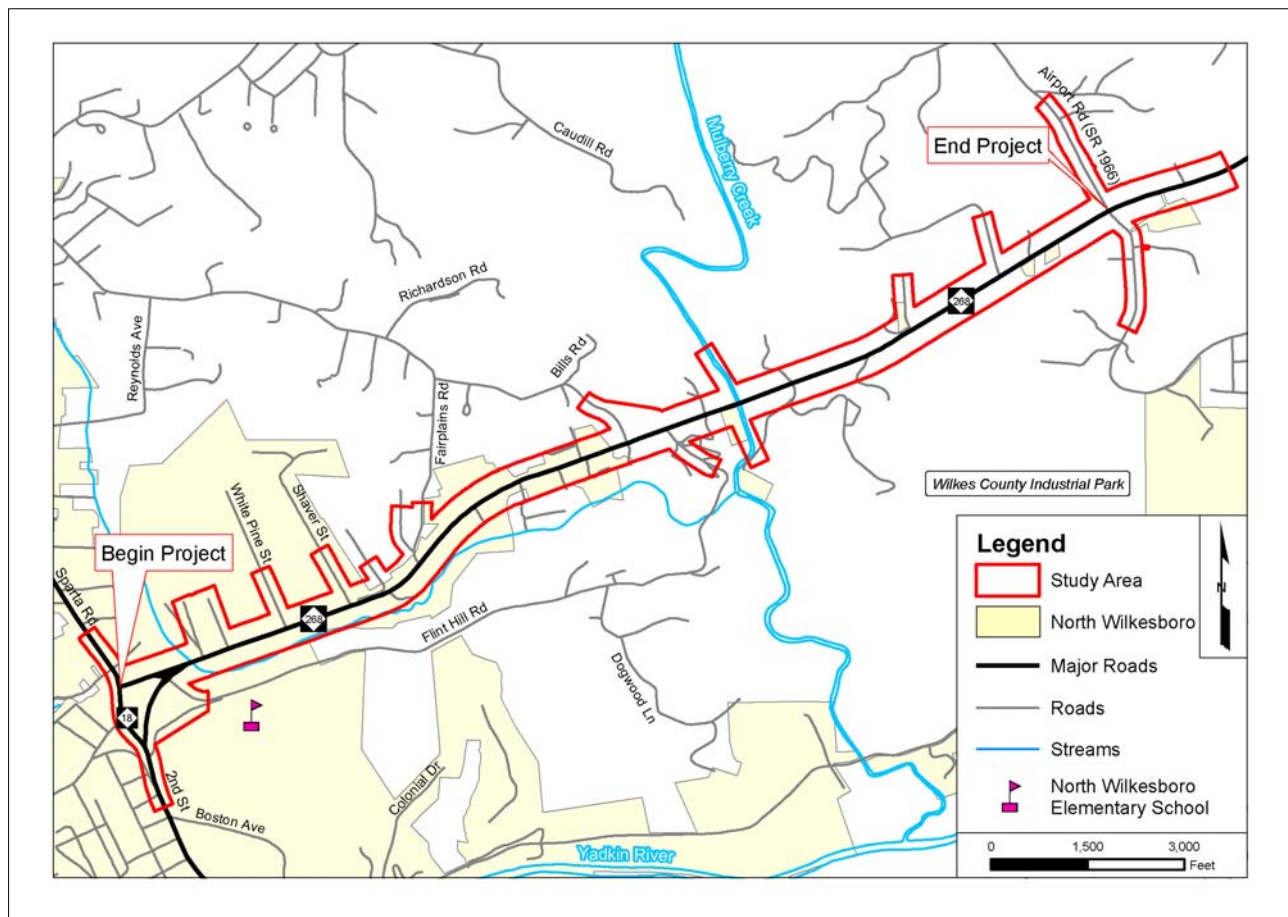 Airport Rd (SR 1966)
End Project
Mulberry Creek
Caudill Rd
Richardson Rd
Reynolds Ave
268
Bills Rd
Fairplains Rd
Wilkes County Industrial Park
Shaver St
White Pine St
Begin Project
Sparta Rd
268
Flint Hill Rd
Dogwood Ln
18
2nd St
Boston Ave
Colonial Dr
Yadkin River
Legend
Study Area
North Wilkesboro
Major Roads
Roads
Streams
North Wilkesboro
Elementary School
N
0 1,500 3,000
Feet